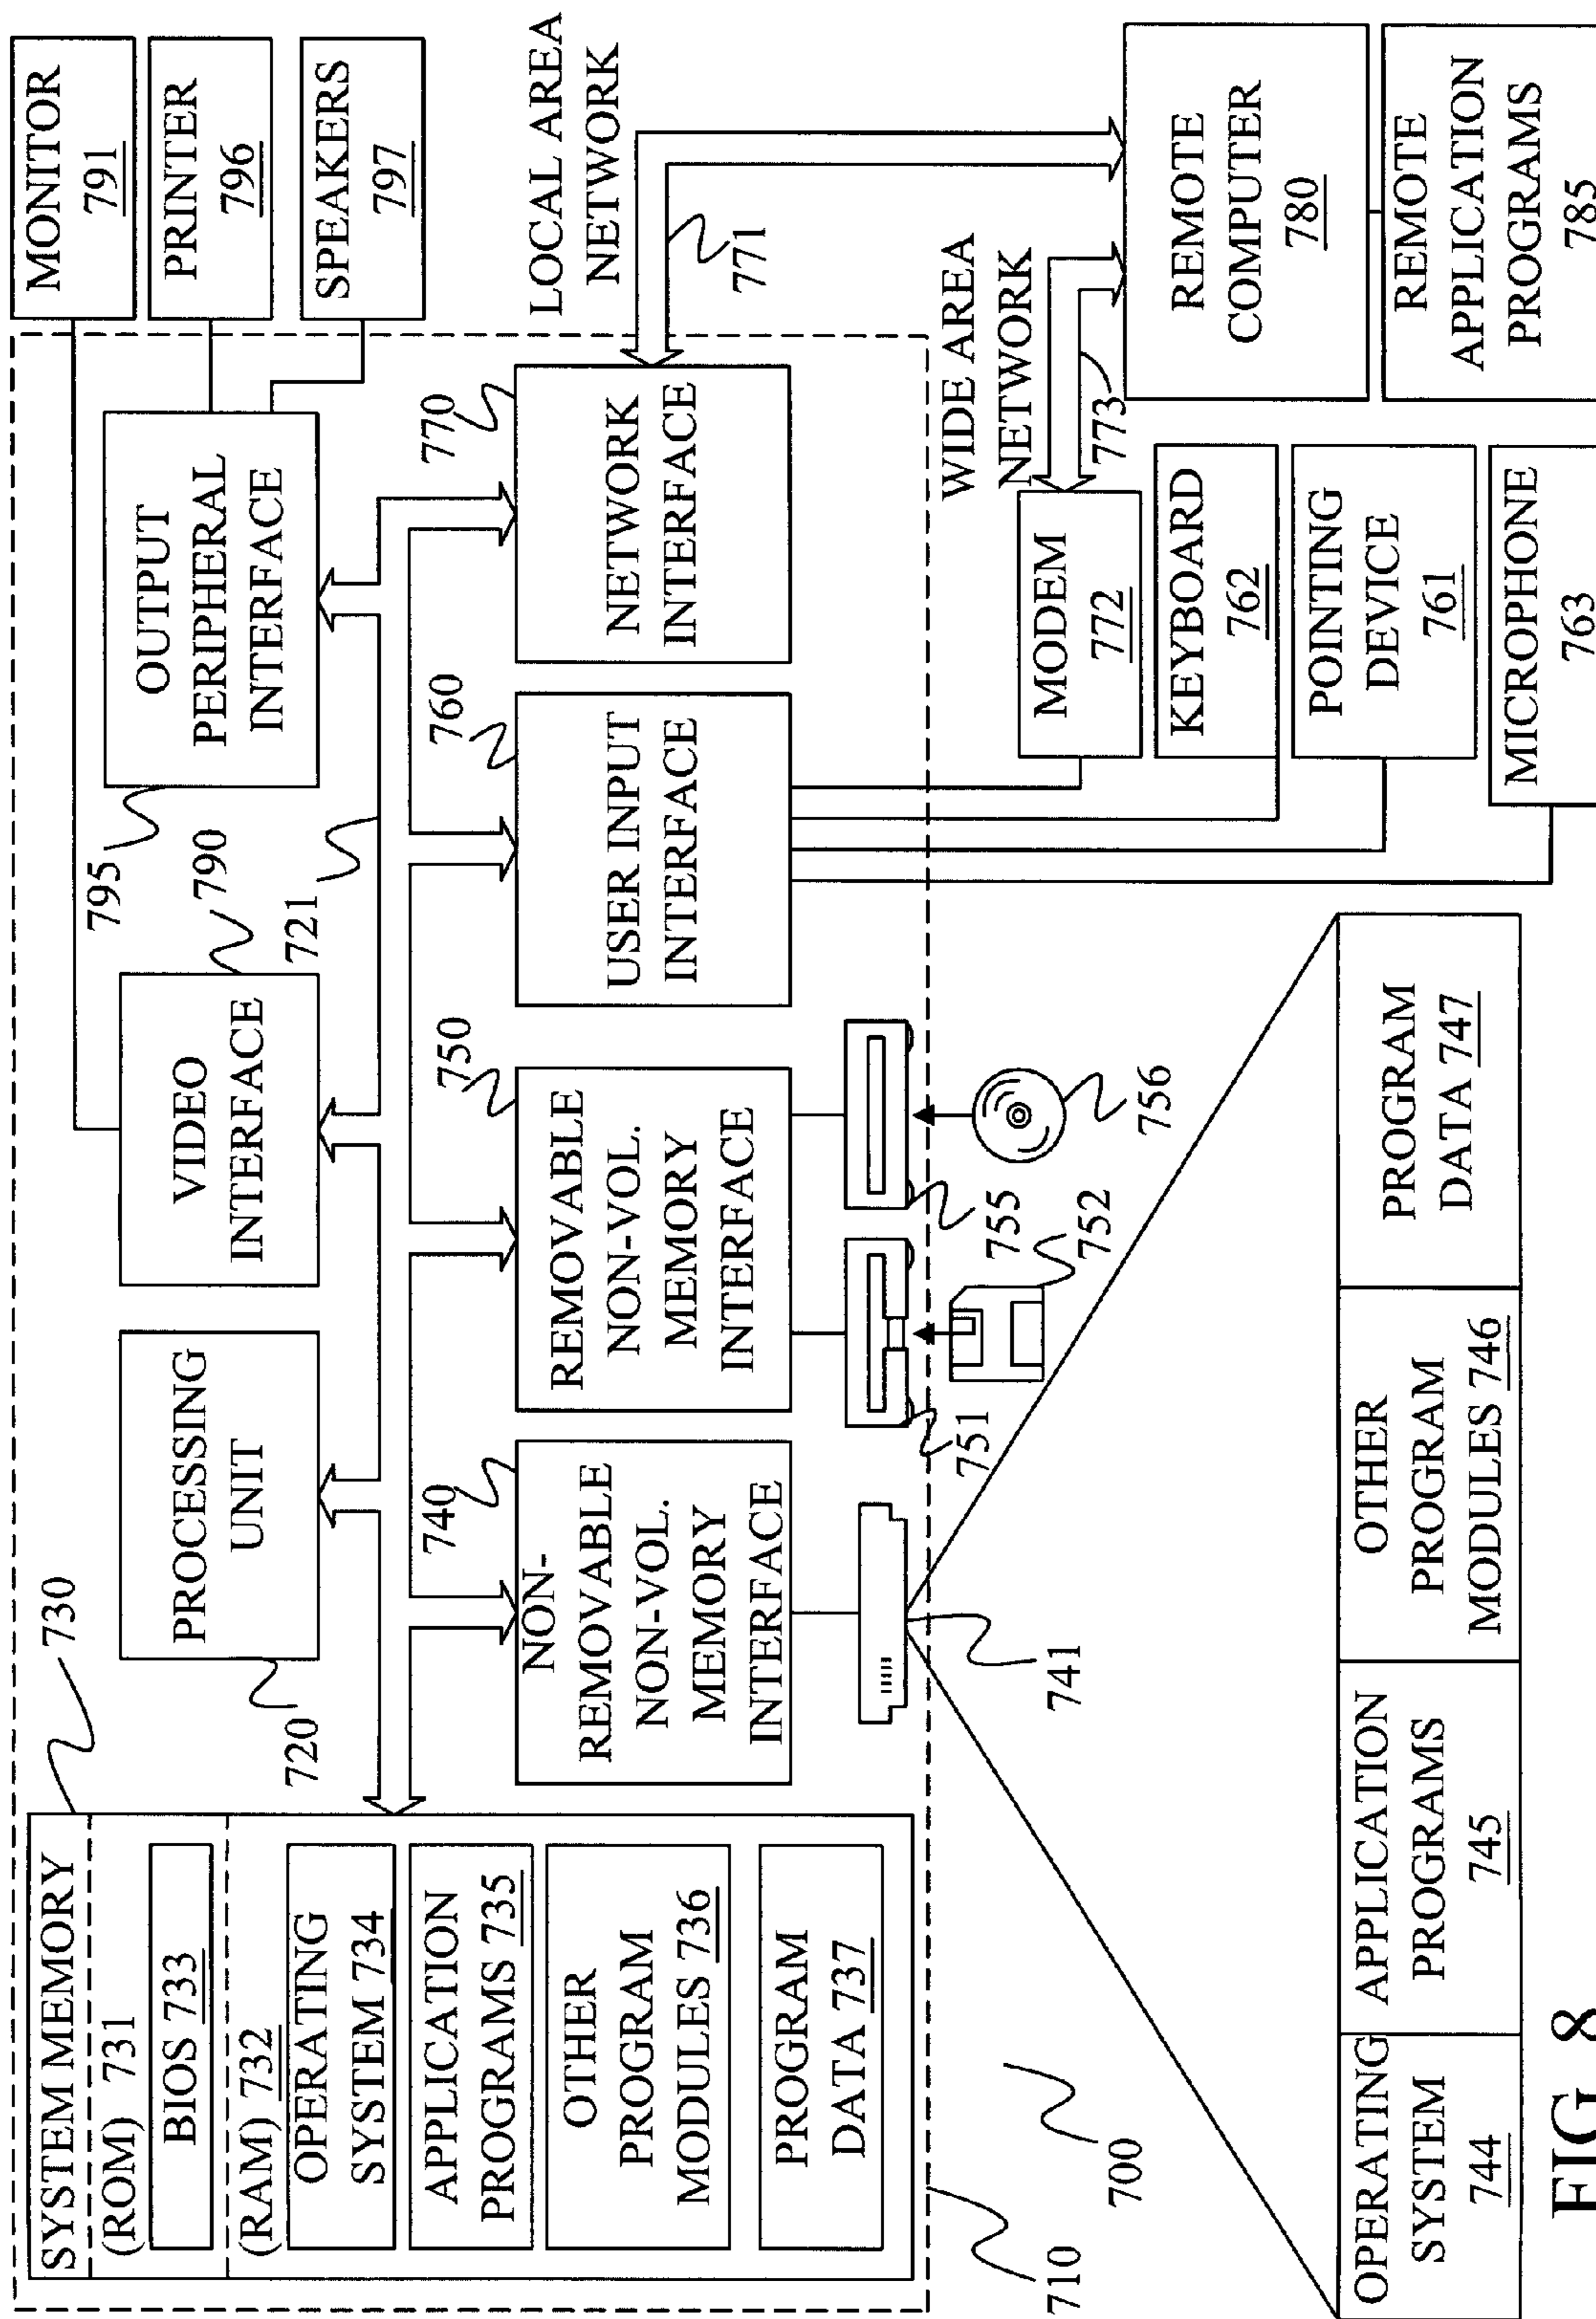 SYSTEM MEMORY
(ROM) 731
BIOS 733
(RAM) 732
OPERATING
SYSTEM 734
APPLICATION
PROGRAMS 735
OTHER
PROGRAM
MODULES 736
PROGRAM
DATA 737
730
720
PROCESSING
UNIT
VIDEO
INTERFACE
790
721
795
OUTPUT
PERIPHERAL
INTERFACE
MONITOR
791
PRINTER
796
SPEAKERS
797
740
NON-
REMOVABLE
NON-VOL.
MEMORY
INTERFACE
750
REMOVABLE
NON-VOL.
MEMORY
INTERFACE
760
USER INPUT
INTERFACE
770
NETWORK
INTERFACE
LOCAL AREA
NETWORK
771
WIDE AREA
NETWORK
773
741
751
752
755
756
MODEM
772
KEYBOARD
762
POINTING
DEVICE
761
MICROPHONE
763
REMOTE
COMPUTER
780
REMOTE
APPLICATION
PROGRAMS
785
710
700
OPERATING
SYSTEM
744
APPLICATION
PROGRAMS
745
OTHER
PROGRAM
MODULES 746
PROGRAM
DATA 747
FIG. 8